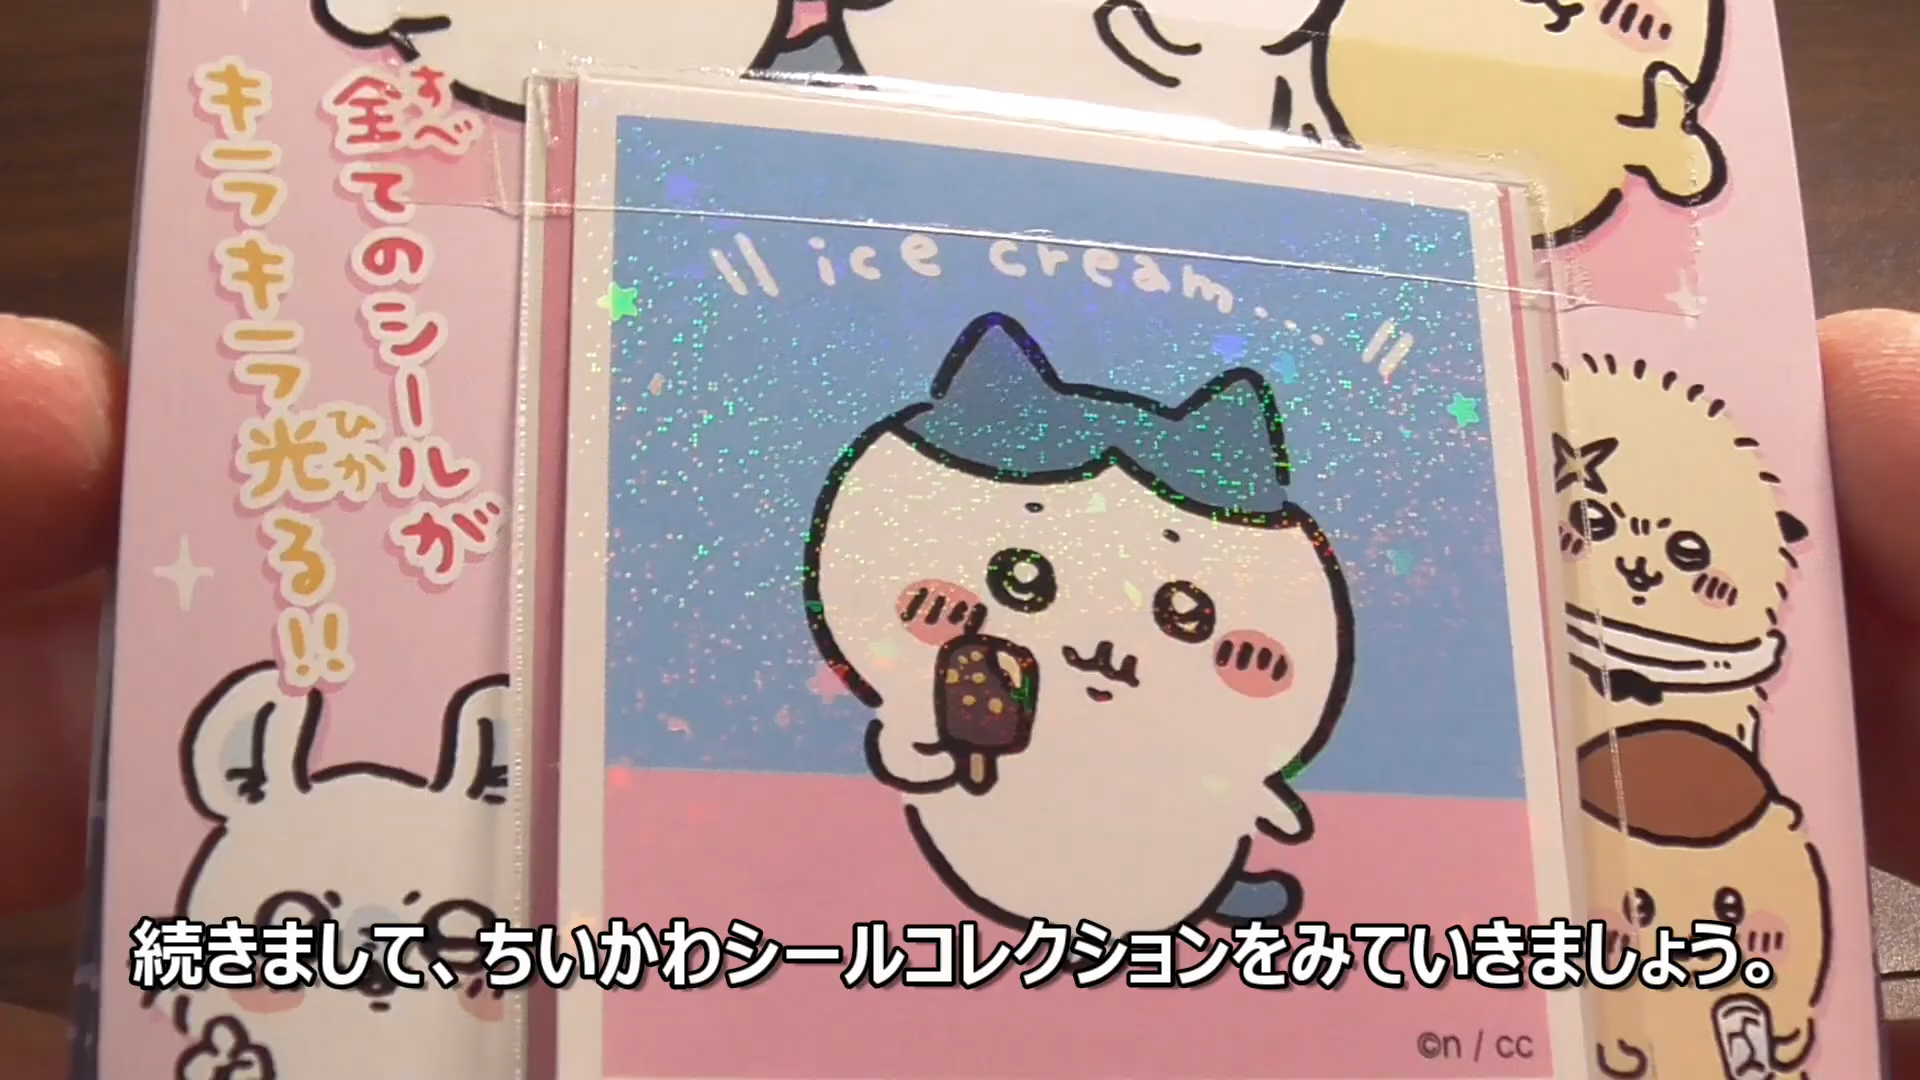 全てのシールが
すべ
キラキラ光る!!
ひか
\\ ice cream... //
続きまして、ちいかわシールコレクションをみていきましょう。
©n / cc